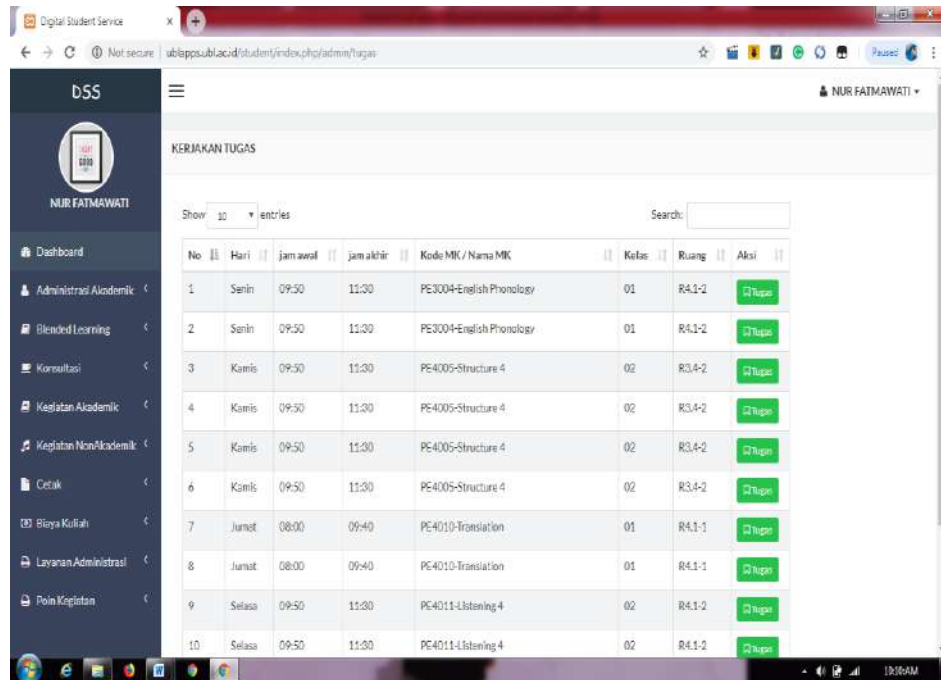 Digital Student Service
Not secure ublapps.ubl.ac.id/student/index.php/admin/tugas
Paused
DSS
NUR FATMAWATI
GOOD
NUR FATMAWATI
KERJAKAN TUGAS
Show 10 entries
Search:
Dashboard
Administrasi Akademik
Blended Learning
Konsultasi
Kegiatan Akademik
Kegiatan NonAkademik
Cetak
Biaya Kuliah
Layanan Administrasi
Poin Kegiatan
No Hari jam awal jam akhir Kode MK / Nama MK Kelas Ruang Aksi
1 Senin 09:50 11:30 PE3004-English Phonology 01 R4.1-2 Tugas
2 Senin 09:50 11:30 PE3004-English Phonology 01 R4.1-2 Tugas
3 Kamis 09:50 11:30 PE4005-Structure 4 02 R3.4-2 Tugas
4 Kamis 09:50 11:30 PE4005-Structure 4 02 R3.4-2 Tugas
5 Kamis 09:50 11:30 PE4005-Structure 4 02 R3.4-2 Tugas
6 Kamis 09:50 11:30 PE4005-Structure 4 02 R3.4-2 Tugas
7 Jumat 08:00 09:40 PE4010-Translation 01 R4.1-1 Tugas
8 Jumat 08:00 09:40 PE4010-Translation 01 R4.1-1 Tugas
9 Selasa 09:50 11:30 PE4011-Listening 4 02 R4.1-2 Tugas
10 Selasa 09:50 11:30 PE4011-Listening 4 02 R4.1-2 Tugas